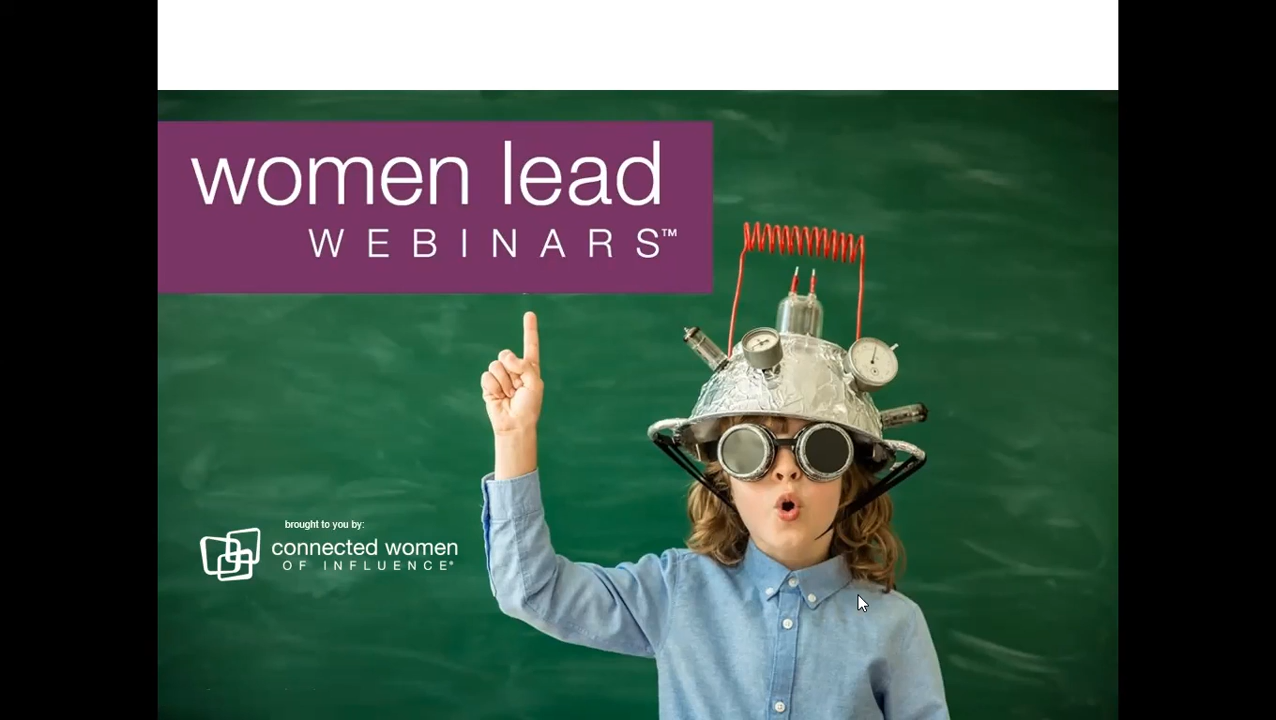 women lead
WEBINARS™
brought to you by:
connected women
OF INFLUENCE®